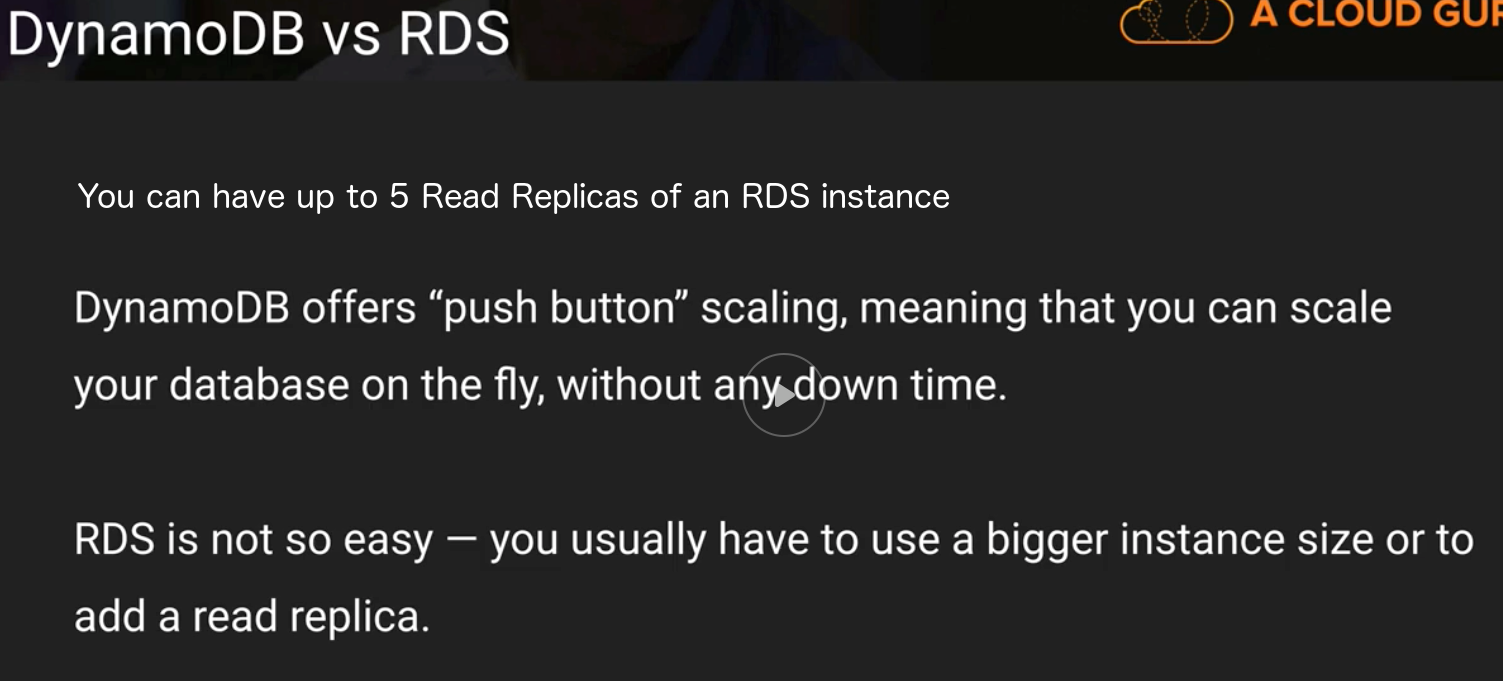 DynamoDB vs RDS
A CLOUD
You can have up to 5 Read Replicas of an RDS instance
DynamoDB offers “push button” scaling, meaning that you can scale
your database on the fly, without any down time.
RDS is not so easy — you usually have to use a bigger instance size or to
add a read replica.